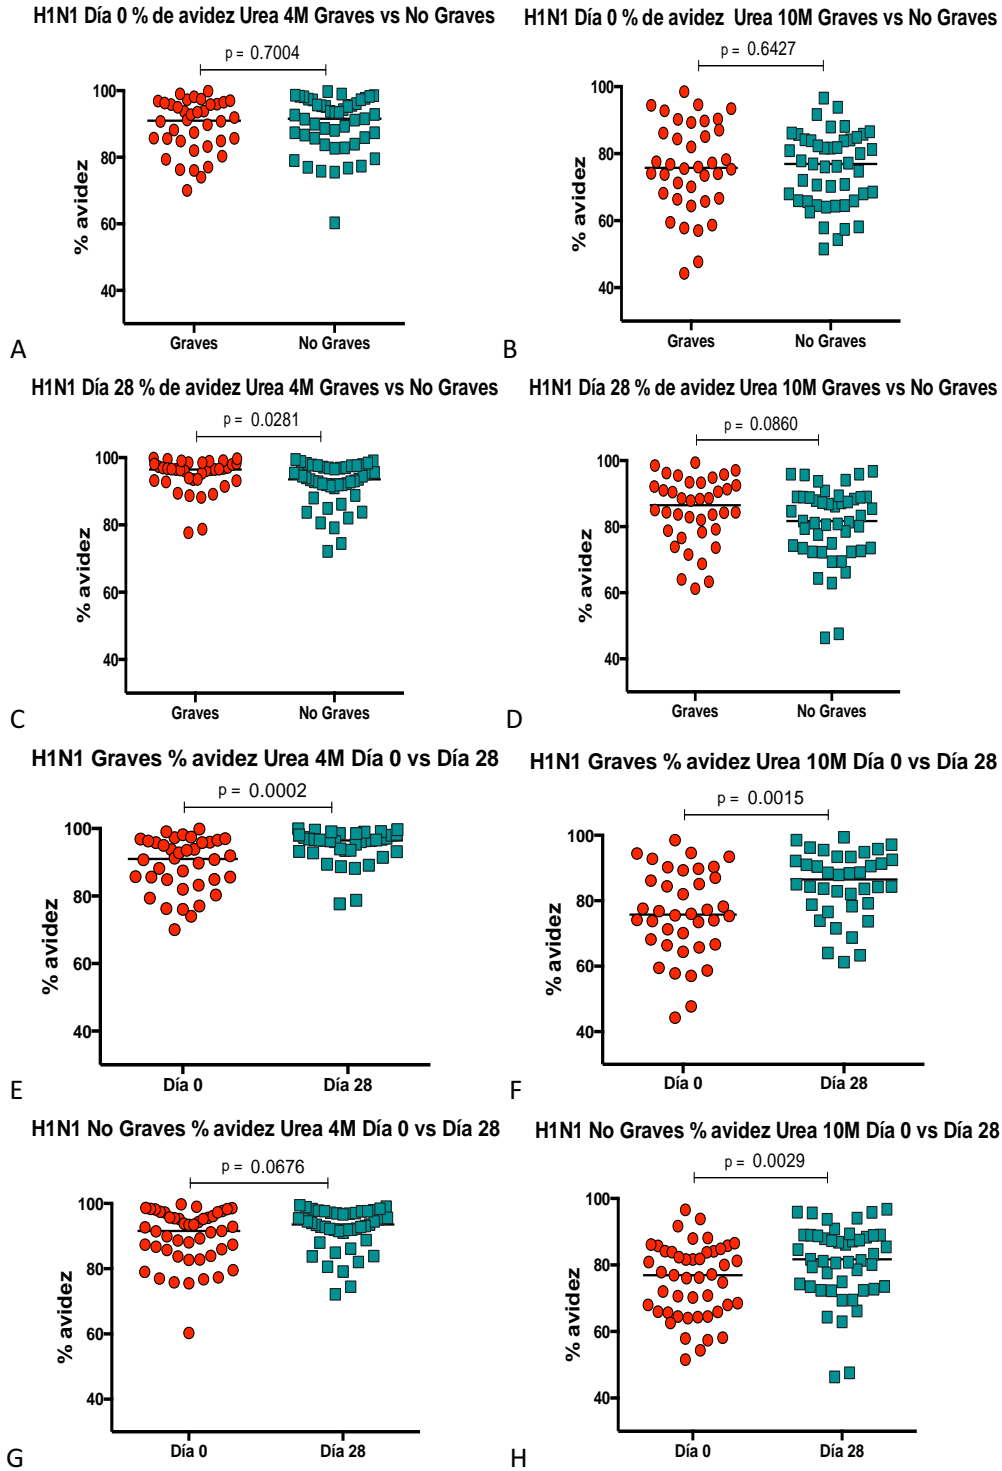 H1N1 Día 0 % de avidez Urea 4M Graves vs No Graves
p = 0.7004
% avidez
100
80
60
40
Graves No Graves
A
H1N1 Día 0 % de avidez Urea 10M Graves vs No Graves
p = 0.6427
% avidez
100
80
60
40
Graves No Graves
B
H1N1 Día 28 % de avidez Urea 4M Graves vs No Graves
p = 0.0281
% avidez
100
80
60
40
Graves No Graves
C
H1N1 Día 28 % de avidez Urea 10M Graves vs No Graves
p = 0.0860
% avidez
100
80
60
40
Graves No Graves
D
H1N1 Graves % avidez Urea 4M Día 0 vs Día 28
p = 0.0002
% avidez
100
80
60
40
Día 0 Día 28
E
H1N1 Graves % avidez Urea 10M Día 0 vs Día 28
p = 0.0015
% avidez
100
80
60
40
Día 0 Día 28
F
H1N1 No Graves % avidez Urea 4M Día 0 vs Día 28
p = 0.0676
% avidez
100
80
60
40
Día 0 Día 28
G
H1N1 No Graves % avidez Urea 10M Día 0 vs Día 28
p = 0.0029
% avidez
100
80
60
40
Día 0 Día 28
H